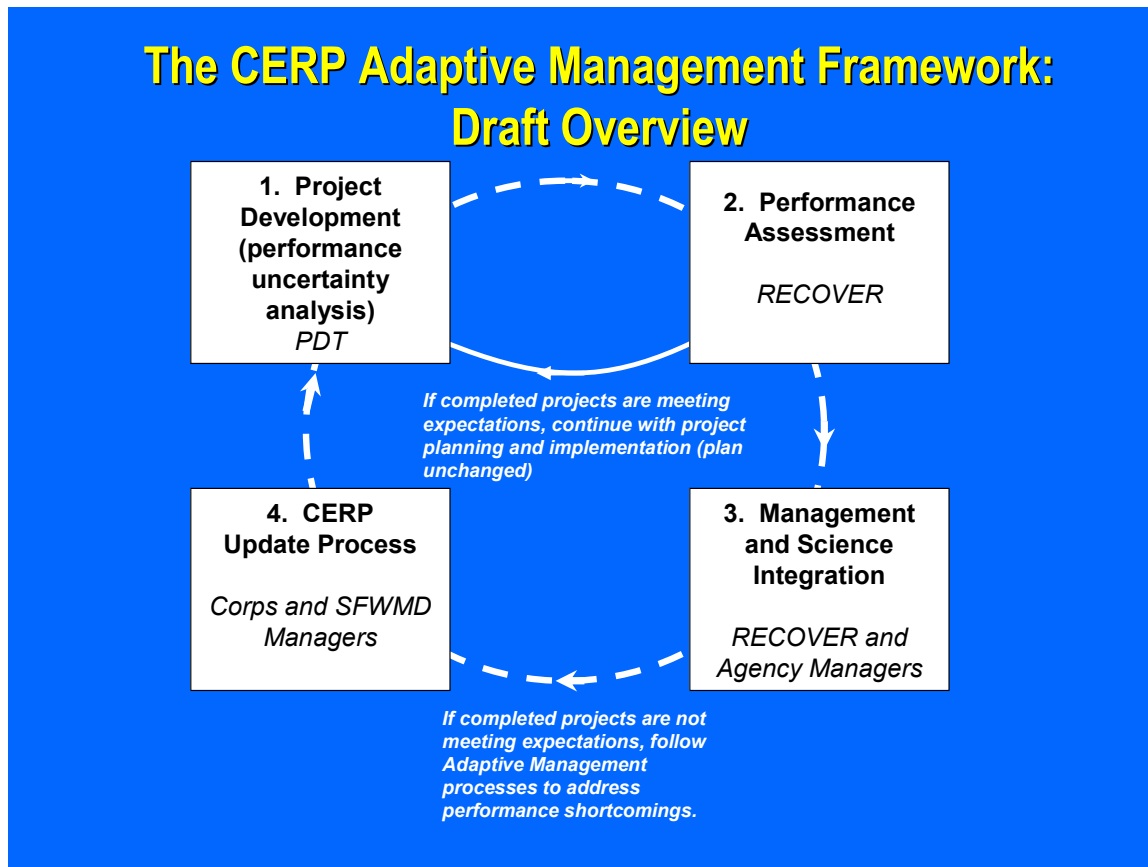 The CERP Adaptive Management Framework:
Draft Overview
1. Project
Development
(performance
uncertainty
analysis)
PDT
2. Performance
Assessment
RECOVER
If completed projects are meeting
expectations, continue with project
planning and implementation (plan
unchanged)
4. CERP
Update Process
Corps and SFWMD
Managers
3. Management
and Science
Integration
RECOVER and
Agency Managers
If completed projects are not
meeting expectations, follow
Adaptive Management
processes to address
performance shortcomings.